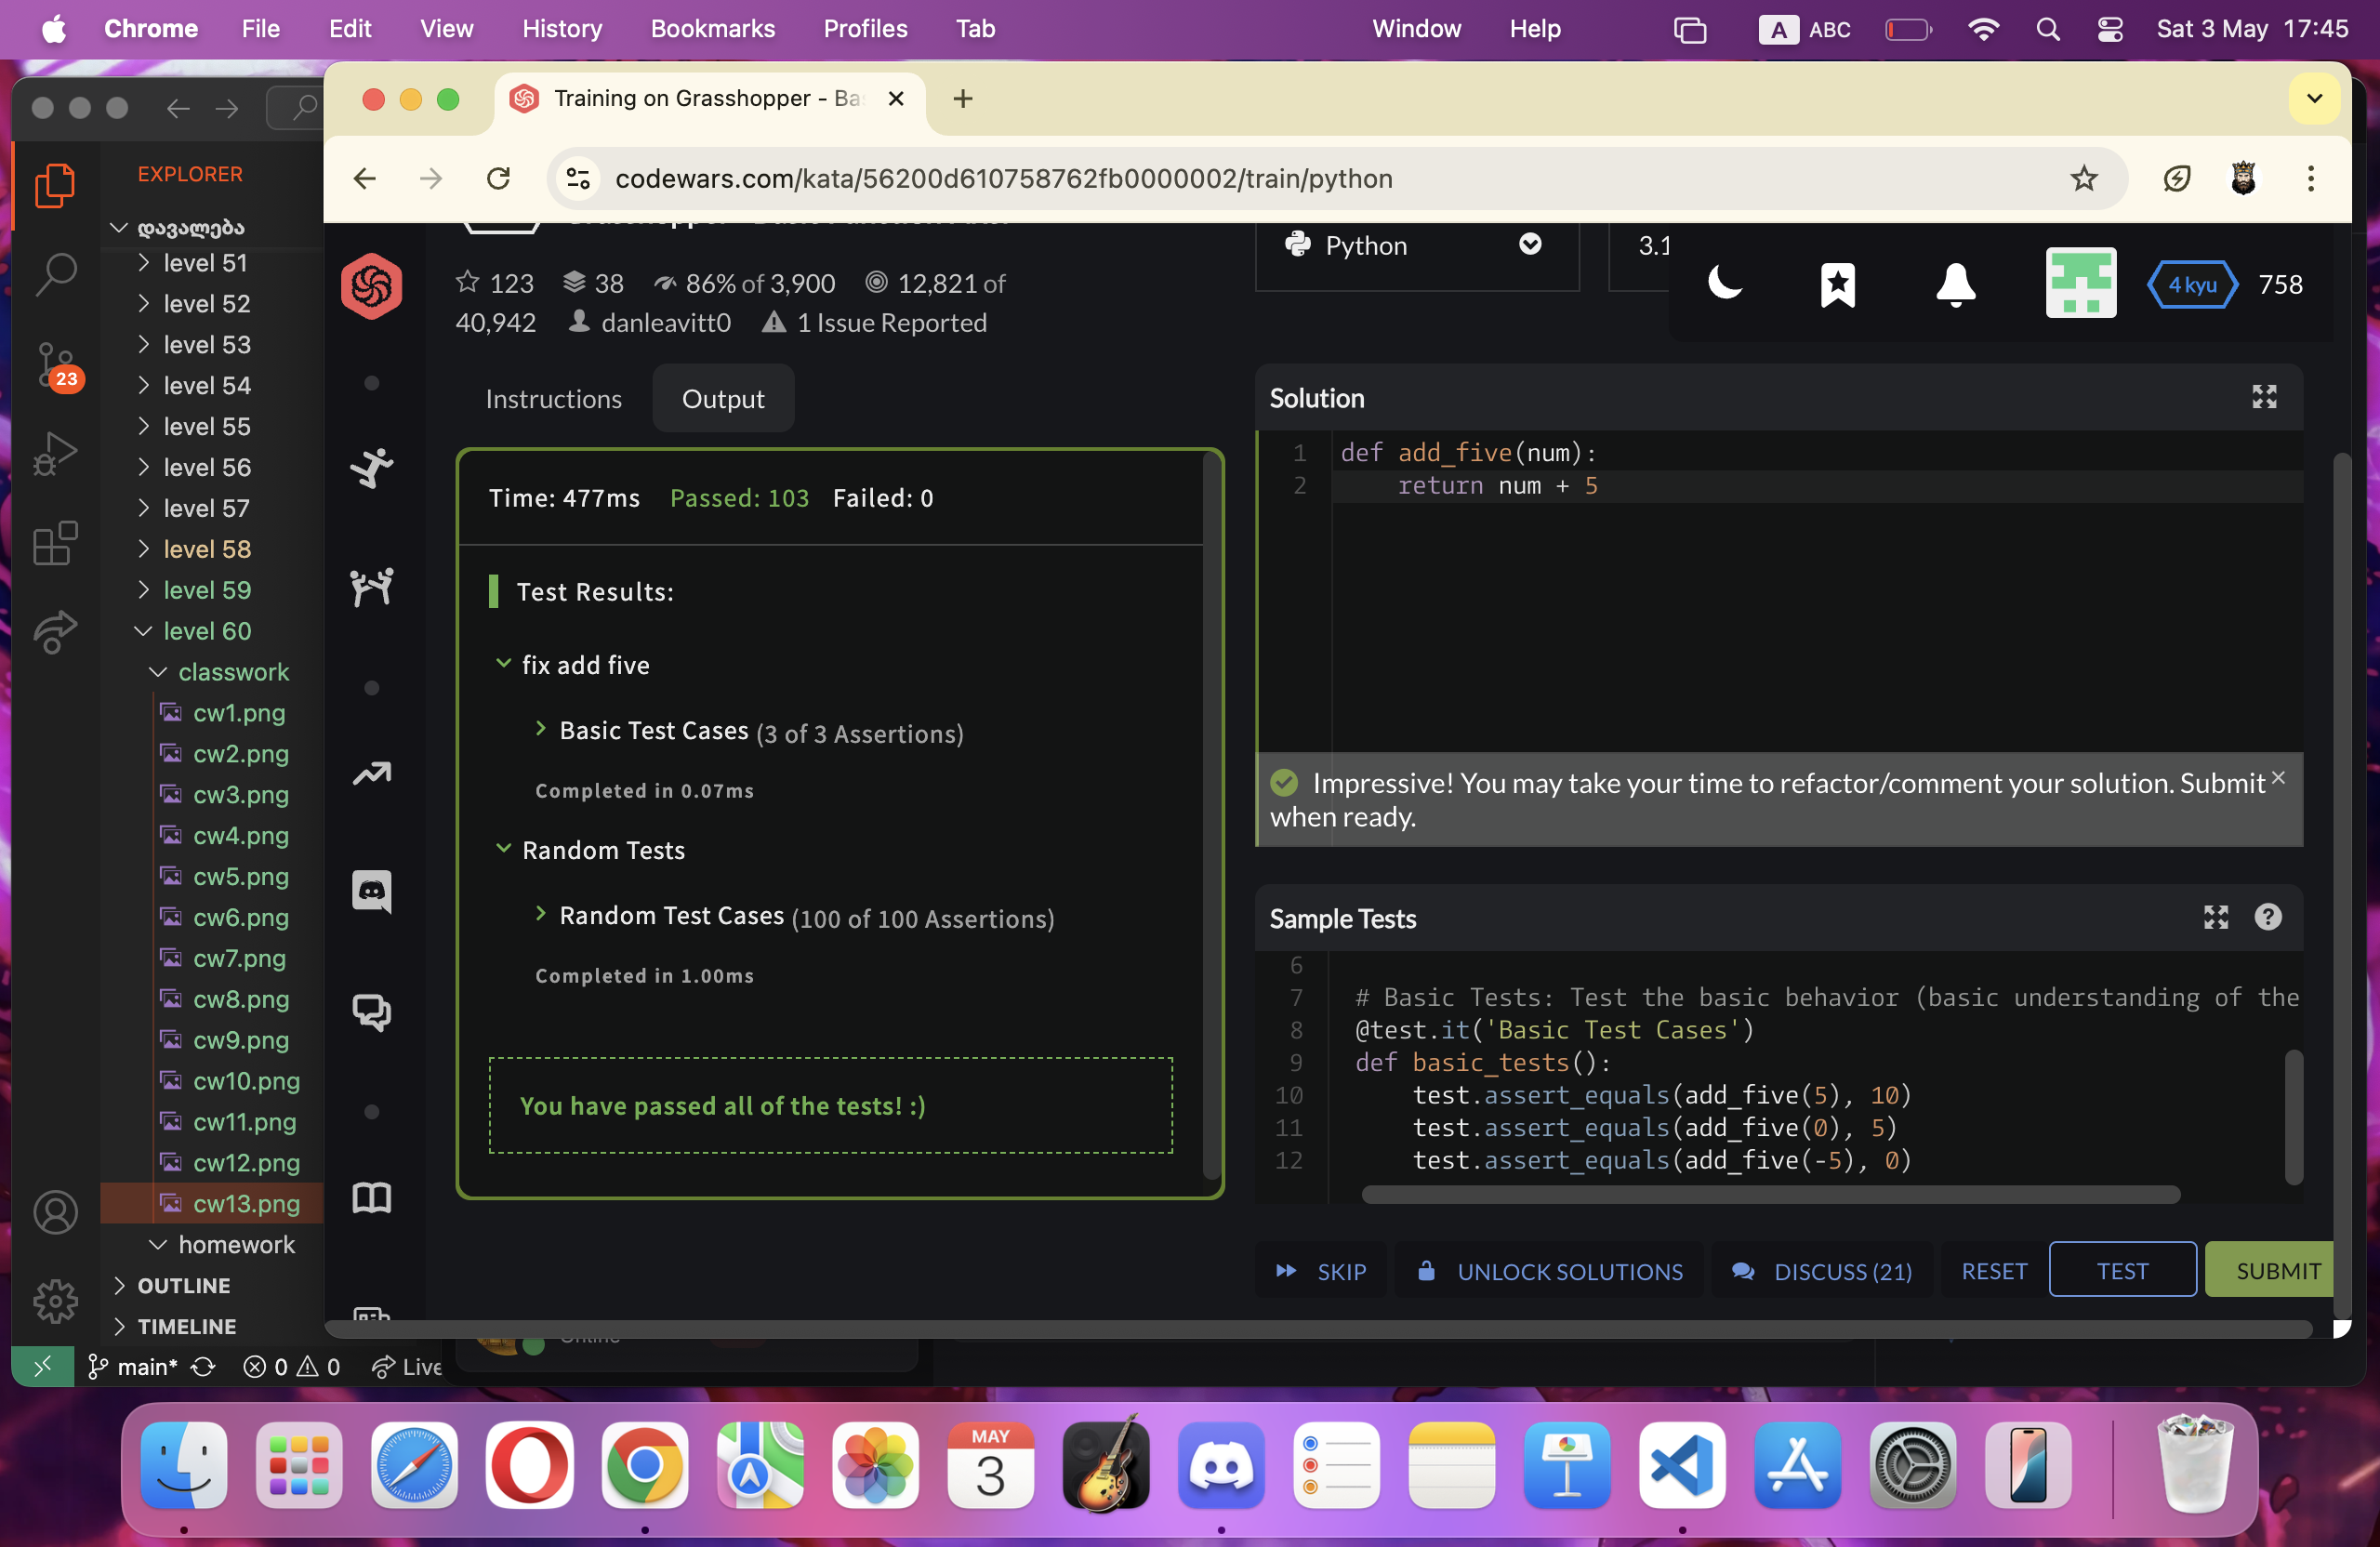 Chrome File Edit View History Bookmarks Profiles Tab Window Help A ABC Sat 3 May 17:45
Training on Grasshopper - Ba
codewars.com/kata/56200d610758762fb0000002/train/python
EXPLORER
დავალება
level 51
level 52
level 53
level 54
level 55
level 56
level 57
level 58
level 59
level 60
classwork
cw1.png
cw2.png
cw3.png
cw4.png
cw5.png
cw6.png
cw7.png
cw8.png
cw9.png
cw10.png
cw11.png
cw12.png
cw13.png
homework
OUTLINE
TIMELINE
23
main* 0 0 Live
123 38 86% of 3,900 12,821 of
40,942 danleavitt0 1 Issue Reported
Python
3.1
4 kyu 758
Instructions Output
Time: 477ms Passed: 103 Failed: 0
Test Results:
fix add five
Basic Test Cases (3 of 3 Assertions)
Completed in 0.07ms
Random Tests
Random Test Cases (100 of 100 Assertions)
Completed in 1.00ms
You have passed all of the tests! :)
Solution
1 def add_five(num):
2 return num + 5
Impressive! You may take your time to refactor/comment your solution. Submit
when ready.
Sample Tests
6
7 # Basic Tests: Test the basic behavior (basic understanding of the
8 @test.it('Basic Test Cases')
9 def basic_tests():
10 test.assert_equals(add_five(5), 10)
11 test.assert_equals(add_five(0), 5)
12 test.assert_equals(add_five(-5), 0)
SKIP UNLOCK SOLUTIONS DISCUSS (21) RESET TEST SUBMIT
MAY
3